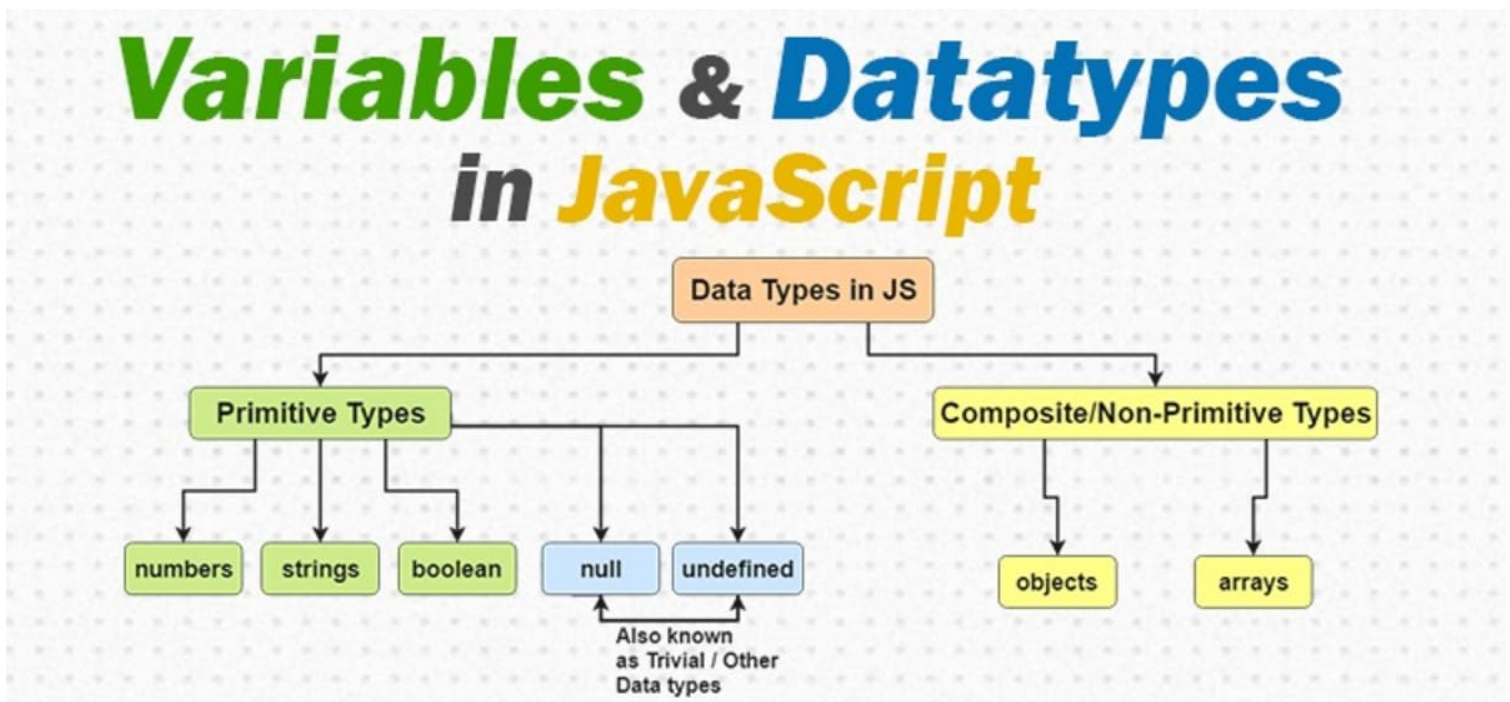 Variables & Datatypes
in JavaScript
Data Types in JS
Primitive Types
Composite/Non-Primitive Types
numbers
strings
boolean
null
undefined
objects
arrays
Also known
as Trivial / Other
Data types